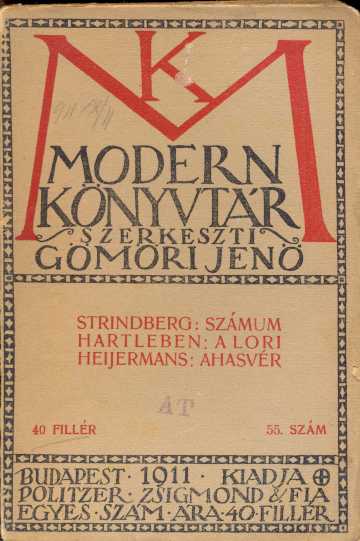 MK
MODERN
KÖNYVTÁR
SZERKESZTI
GÖMÖRI JENŐ
STRINDBERG: SZÁMUM
HARTLEBEN: A LORI
HEIJERMANS: AHASVÉR
AT
40 FILLÉR 55. SZÁM
BUDAPEST · 1911 · KIADJA
POLITZER · ZSIGMOND & FIA
EGYES · SZÁM · ÁRA · 40 · FILLÉR